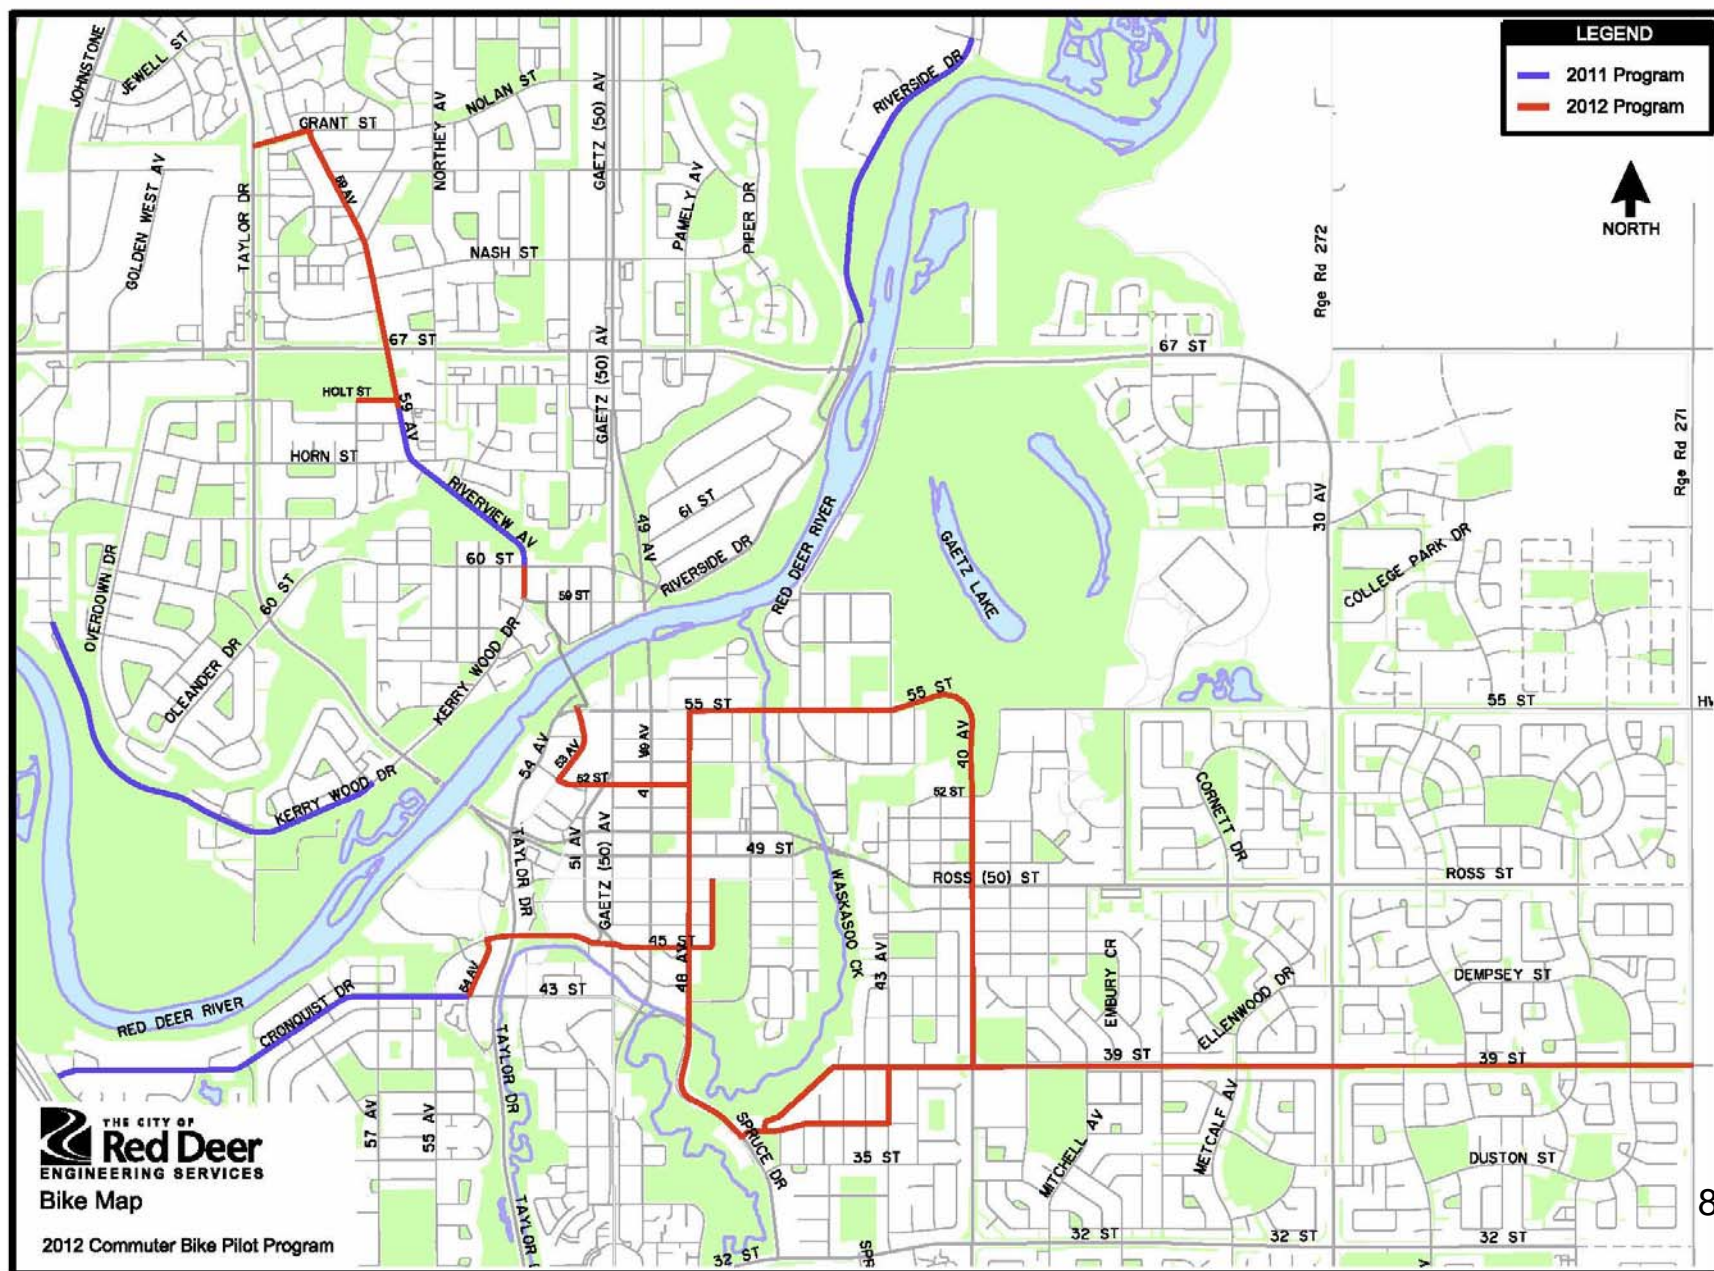 LEGEND
2011 Program
2012 Program
NORTH
JOHNSTONE
JEWELL ST
GRANT ST
NOLAN ST
NORTHEY AV
GAETZ (50) AV
RIVERSIDE DR
GOLDEN WEST AV
TAYLOR DR
59 AV
PAMELY AV
PIPER DR
NASH ST
Rge Rd 272
67 ST
GAETZ (50) AV
67 ST
HOLT ST
59 AV
HORN ST
RIVERVIEW AV
61 ST
49 AV
30 AV
Rge Rd 271
60 ST
RIVERSIDE DR
RED DEER RIVER
GAETZ LAKE
COLLEGE PARK DR
OVERDOWN DR
60 ST
59 ST
OLEANDER DR
KERRY WOOD DR
55 ST
55 ST
55 ST
54 AV
53 AV
40 AV
52 ST
52 ST
CORNETT DR
KERRY WOOD DR
TAYLOR DR
51 AV
GAETZ (50) AV
49 ST
WASKASOO CK
ROSS (50) ST
ROSS ST
45 ST
48 AV
43 AV
54 AV
43 ST
EMBURY CR
ELLENWOOD DR
DEMPSEY ST
RED DEER RIVER
CRONQUIST DR
TAYLOR DR
39 ST
39 ST
57 AV
55 AV
SPRUCE DR
35 ST
MITCHELL AV
METCALF AV
DUSTON ST
TAYLOR
32 ST
32 ST
32 ST
32 ST
THE CITY OF
Red Deer
ENGINEERING SERVICES
Bike Map
2012 Commuter Bike Pilot Program
8